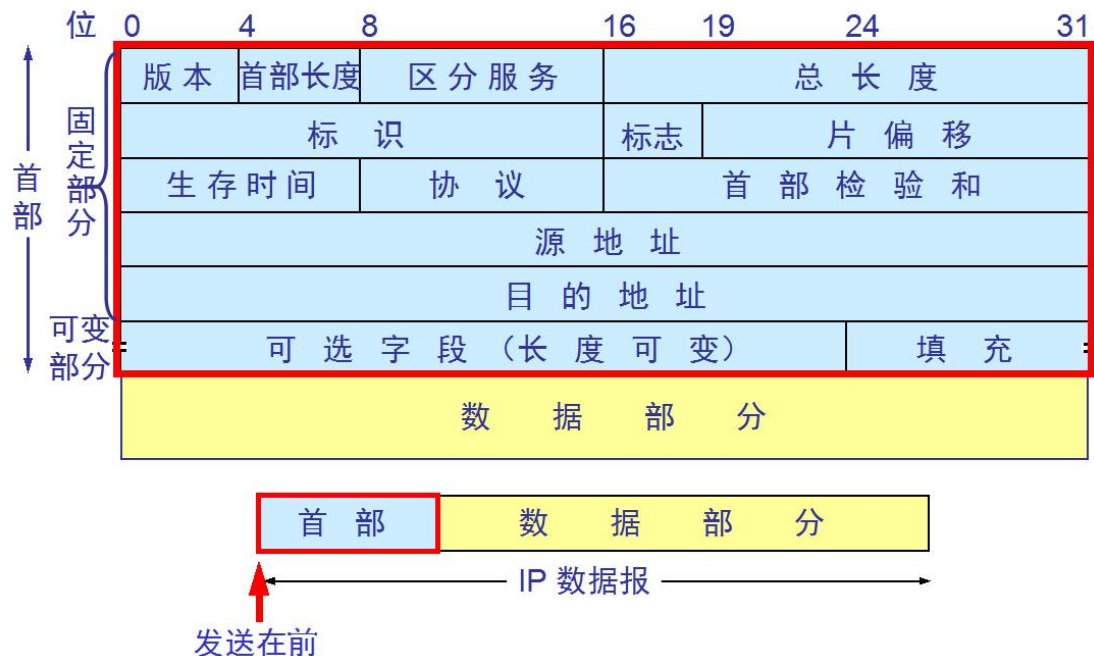 位 0 4 8 16 19 24 31
版本 首部长度 区分服务 总长度
标识 标志 片偏移
生存时间 协议 首部检验和
源地址
目的地址
可选字段（长度可变） 填充
数据部分
首部
固定部分
可变部分
首部 数据部分
IP 数据报
发送在前